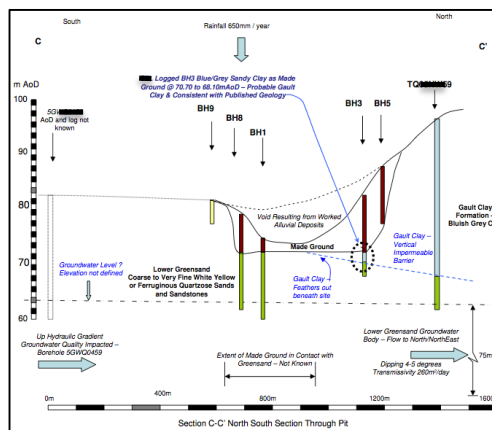 South
North
C
C'
Rainfall 650mm / year
Logged BH3 Blue/Grey Sandy Clay as Made
Ground @ 70.70 to 68.10mAoD – Probable Gault
Clay & Consistent with Published Geology
m AoD
100
90
80
70
60
AoD and log not
known
BH9
BH8
BH1
BH3
BH5
Void Resulting from Worked
Alluvial Deposits
Made Ground
Gault Clay
Formation –
Bluish Grey C
Gault Clay –
Vertical
Impermeable
Barrier
Groundwater Level ?
Elevation not defined
Lower Greensand
Coarse to Very Fine White Yellow
or Ferruginous Quartzose Sands
and Sandstones
Gault Clay –
Feathers out
beneath site
Up Hydraulic Gradient
Groundwater Quality Impacted –
Borehole 5GWQ0459
Extent of Made Ground in Contact with
Greensand – Not Known
Lower Greensand Groundwater
Body – Flow to North/NorthEast
Dipping 4-5 degrees
Transmissivity 260m²/day
75m
0m
400m
800m
1200m
160
Section C-C' North South Section Through Pit